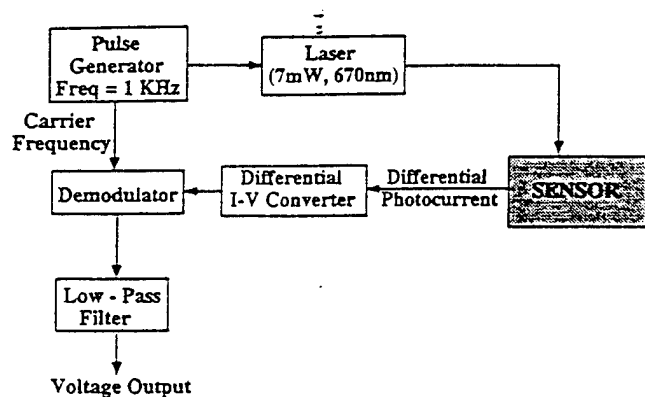 Pulse
Generator
Freq = 1 KHz
Laser
(7mW, 670nm)
Carrier
Frequency
Demodulator
Differential
I-V Converter
Differential
Photocurrent
SENSOR
Low - Pass
Filter
Voltage Output